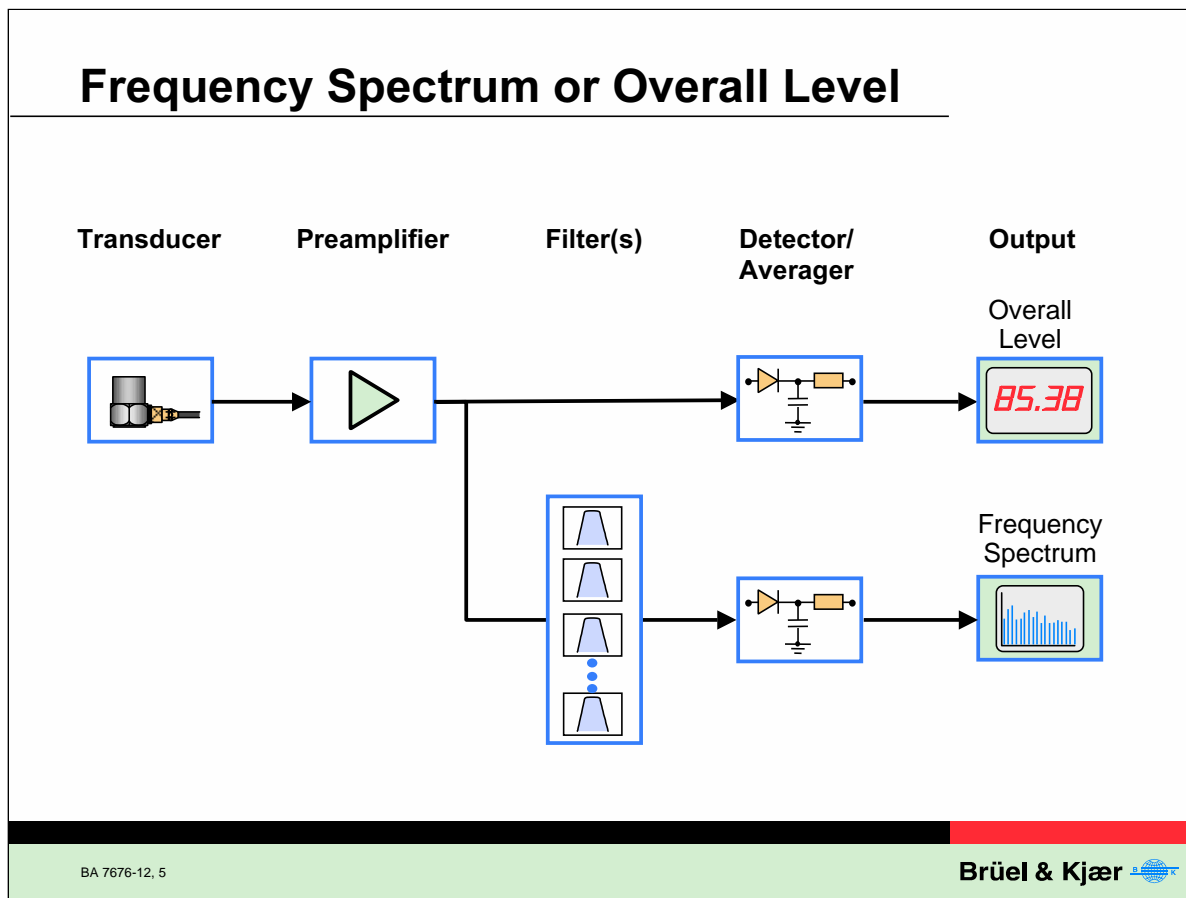 Frequency Spectrum or Overall Level
Transducer
Preamplifier
Filter(s)
Detector/
Averager
Output
Overall
Level
85.38
Frequency
Spectrum
BA 7676-12, 5
Brüel & Kjær
B K